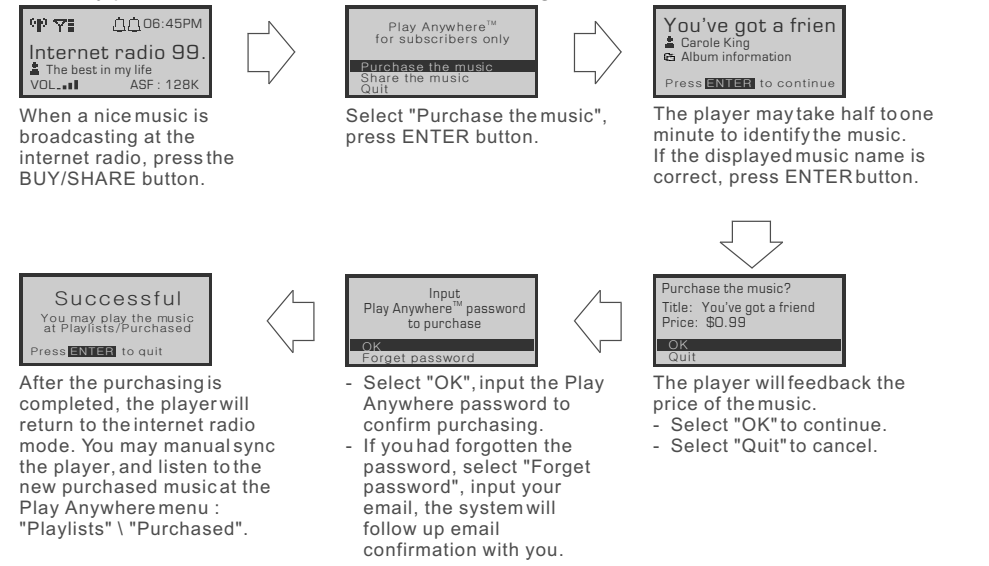 06:45PM
Internet radio 99.
The best in my life
VOL ASF : 128K
When a nice music is
broadcasting at the
internet radio, press the
BUY/SHARE button.
Play Anywhere™
for subscribers only
Purchase the music
Share the music
Quit
Select "Purchase the music",
press ENTER button.
You've got a frien
Carole King
Album information
Press ENTER to continue
The player may take half to one
minute to identify the music.
If the displayed music name is
correct, press ENTER button.
Purchase the music?
Title: You've got a friend
Price: $0.99
OK
Quit
The player will feedback the
price of the music.
- Select "OK" to continue.
- Select "Quit" to cancel.
Input
Play Anywhere™ password
to purchase
OK
Forget password
- Select "OK", input the Play
Anywhere password to
confirm purchasing.
- If you had forgotten the
password, select "Forget
password", input your
email, the system will
follow up email
confirmation with you.
Successful
You may play the music
at Playlists/Purchased
Press ENTER to quit
After the purchasing is
completed, the player will
return to the internet radio
mode. You may manual sync
the player, and listen to the
new purchased music at the
Play Anywhere menu :
"Playlists" \ "Purchased".